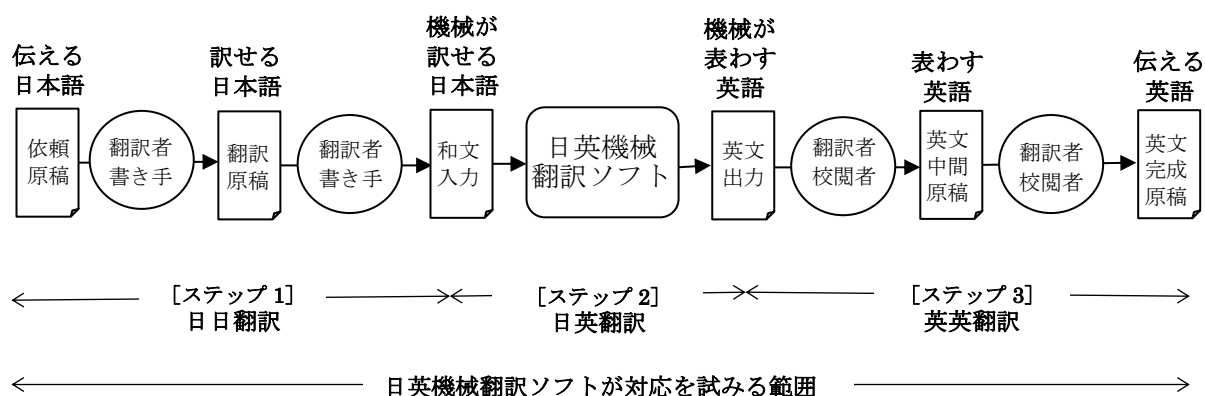 伝える
日本語
訳せる
日本語
機械が
訳せる
日本語
機械が
表わす
英語
表わす
英語
伝える
英語
依頼
原稿
翻訳者
書き手
翻訳
原稿
翻訳者
書き手
和文
入力
日英機械
翻訳ソフト
英文
出力
翻訳者
校閲者
英文
中間
原稿
翻訳者
校閲者
英文
完成
原稿
［ステップ 1］
日日翻訳
［ステップ 2］
日英翻訳
［ステップ 3］
英英翻訳
日英機械翻訳ソフトが対応を試みる範囲